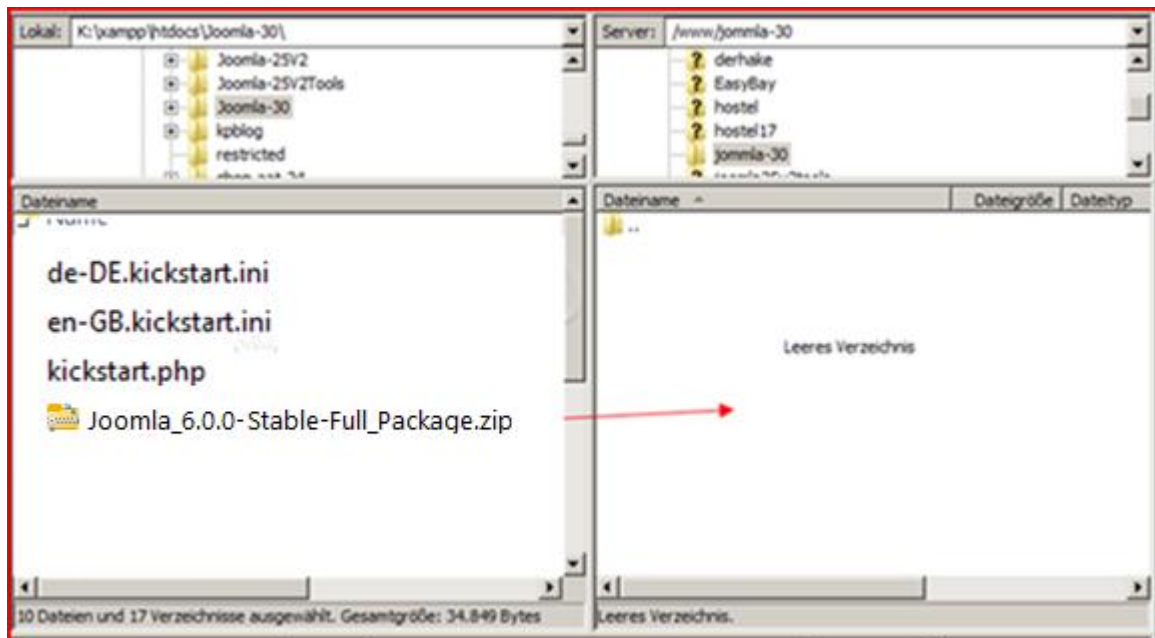 Lokal: K:\xampp\htdocs\Joomla-30\
Joomla-25V2
Joomla-25V2Tools
Joomla-30
kpblog
restricted
Server: /www/jommla-30
derhake
EasyBay
hostel
hostel17
jommla-30
Dateiname
Name
de-DE.kickstart.ini
en-GB.kickstart.ini
kickstart.php
Joomla_6.0.0-Stable-Full_Package.zip
10 Dateien und 17 Verzeichnisse ausgewählt. Gesamtgröße: 34.849 Bytes
Dateiname Dateigröße Dateityp
..
Leeres Verzeichnis
Leeres Verzeichnis.